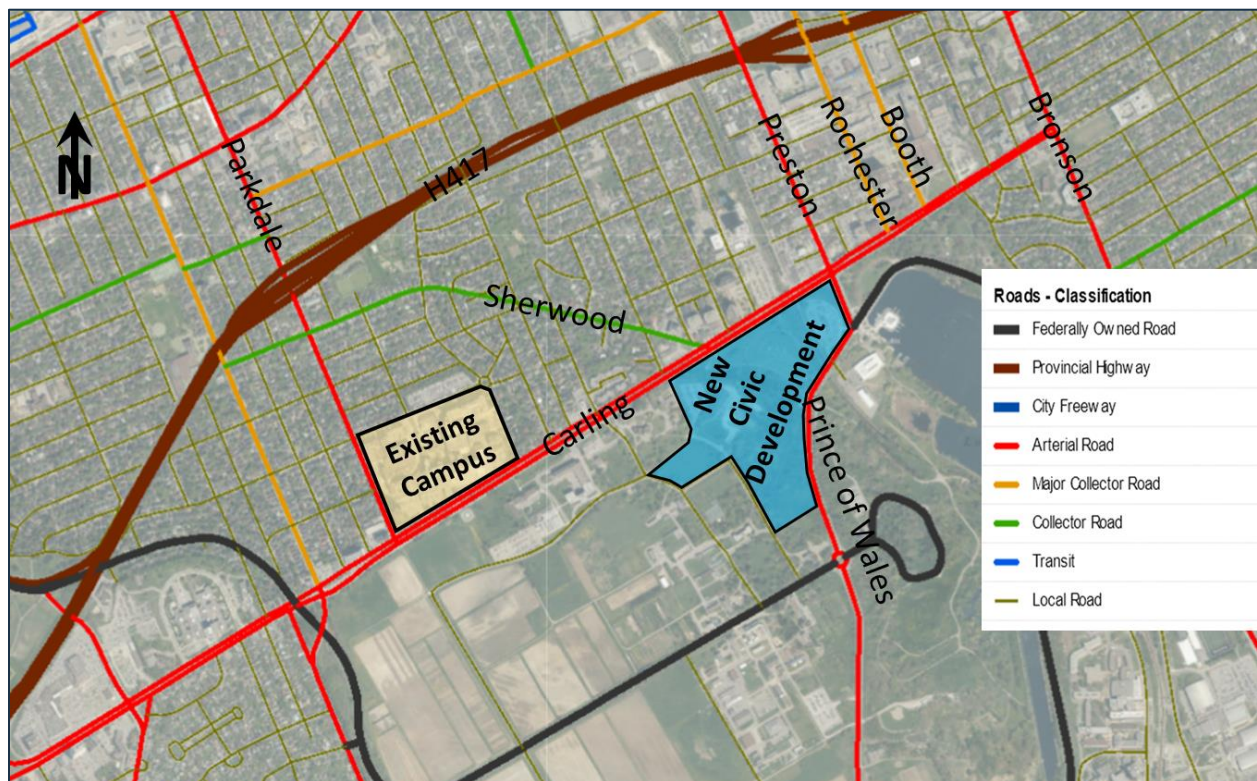 N
Parkdale
H417
Preston
Rochester
Booth
Bronson
Sherwood
Carling
Existing
Campus
New
Civic
Development
Prince of Wales
Roads - Classification
Federally Owned Road
Provincial Highway
City Freeway
Arterial Road
Major Collector Road
Collector Road
Transit
Local Road